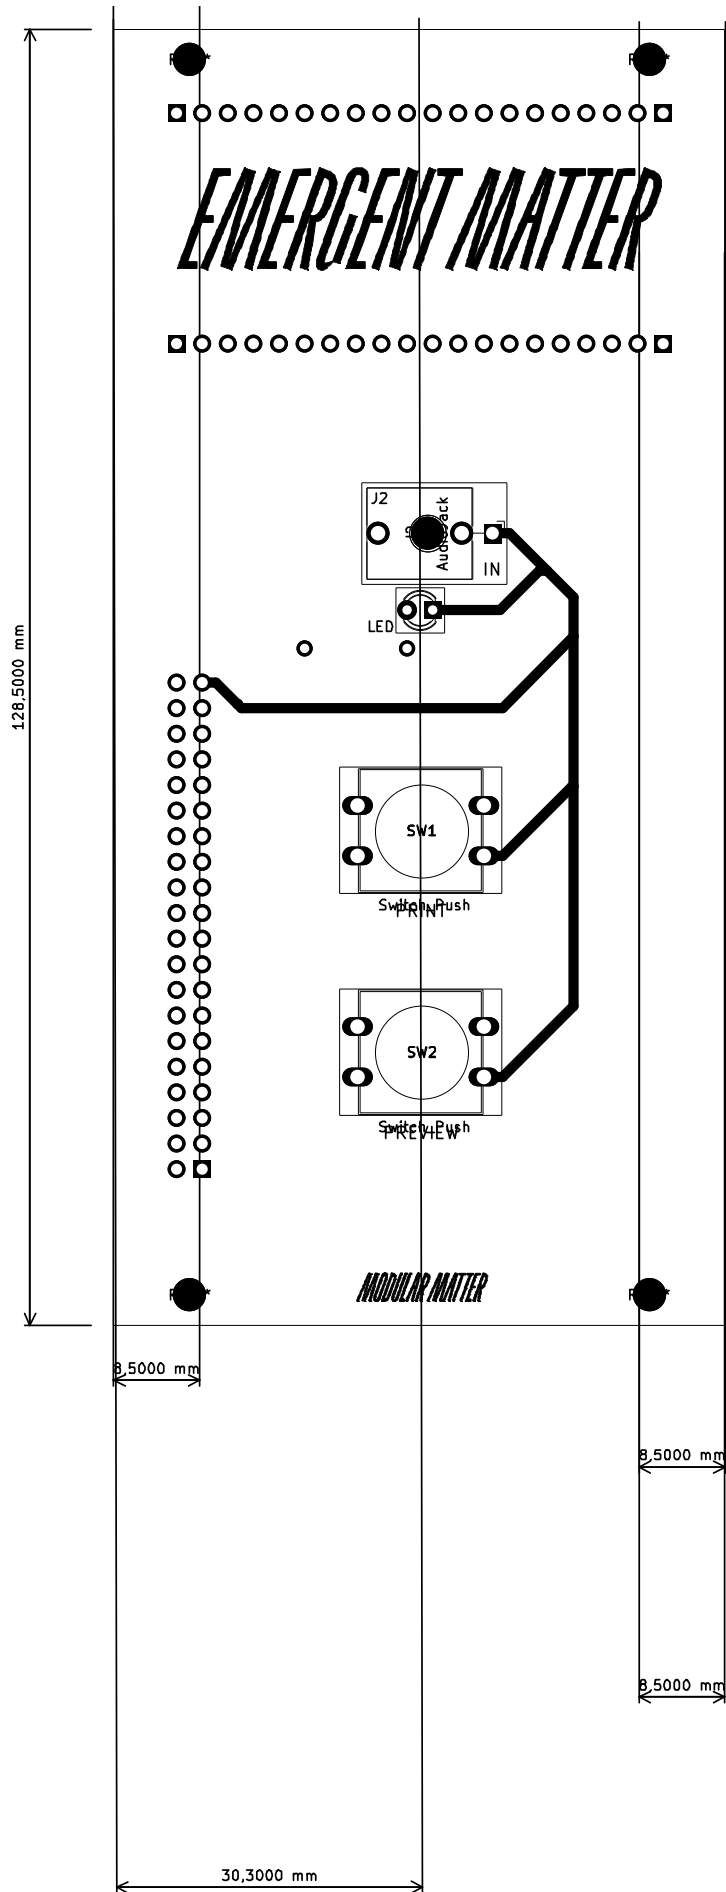 EMERGENT MATTER
J2
AudioJack
IN
LED
128,5000 mm
SW1
Switch_Push
PRINT
SW2
Switch_Push
PREVIEW
MODULAR MATTER
8,5000 mm
8,5000 mm
8,5000 mm
30,3000 mm